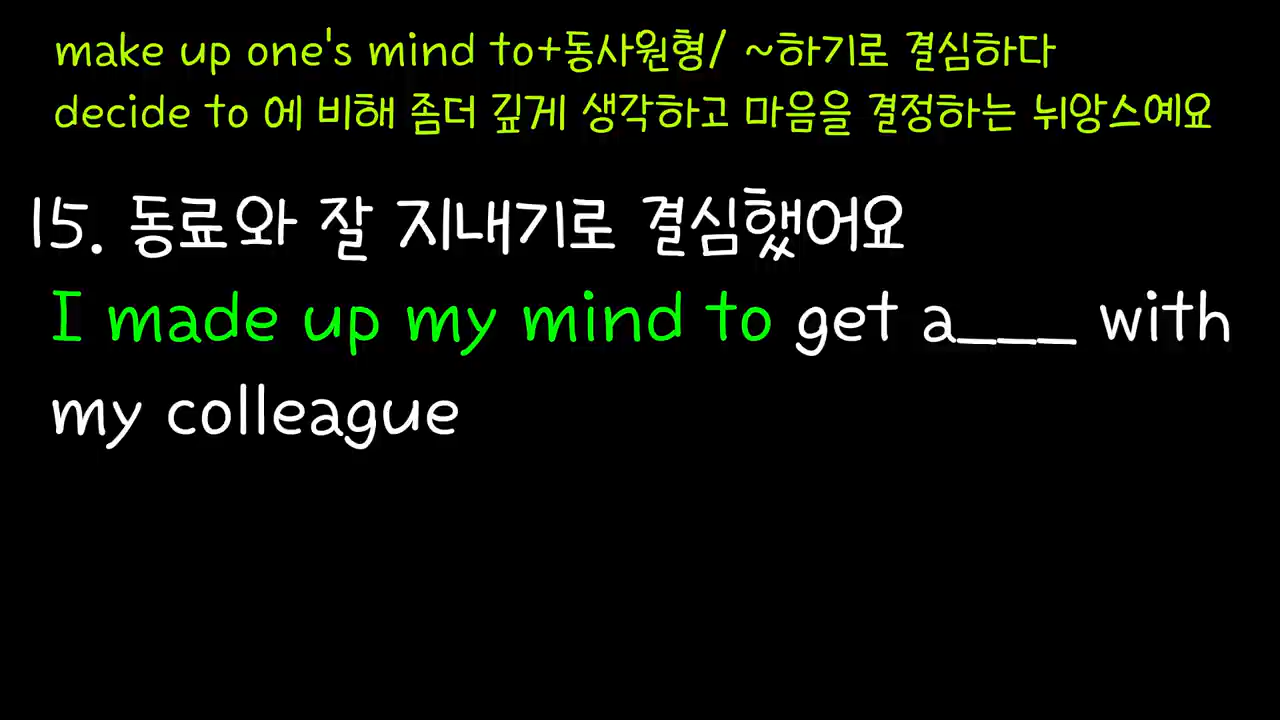 make up one's mind to+동사원형/ ~하기로 결심하다
decide to 에 비해 좀더 깊게 생각하고 마음을 결정하는 뉘앙스예요
15. 동료와 잘 지내기로 결심했어요
I made up my mind to get a___ with
my colleague